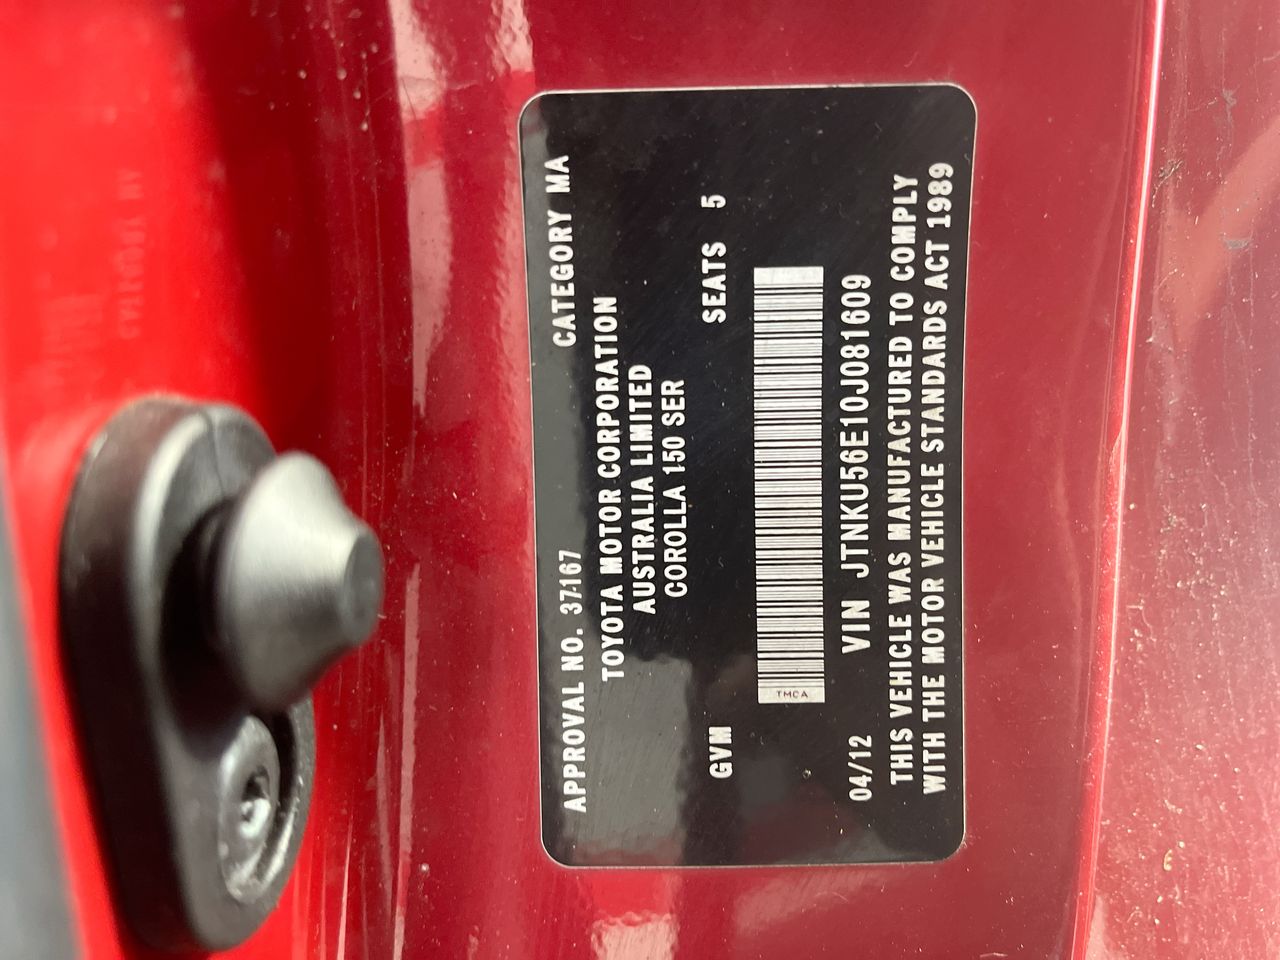 APPROVAL NO. 37167 CATEGORY MA
TOYOTA MOTOR CORPORATION
AUSTRALIA LIMITED
COROLLA 150 SER
GVM SEATS 5
TMCA
04/12 VIN JTNKU56E10J081609
THIS VEHICLE WAS MANUFACTURED TO COMPLY
WITH THE MOTOR VEHICLE STANDARDS ACT 1989